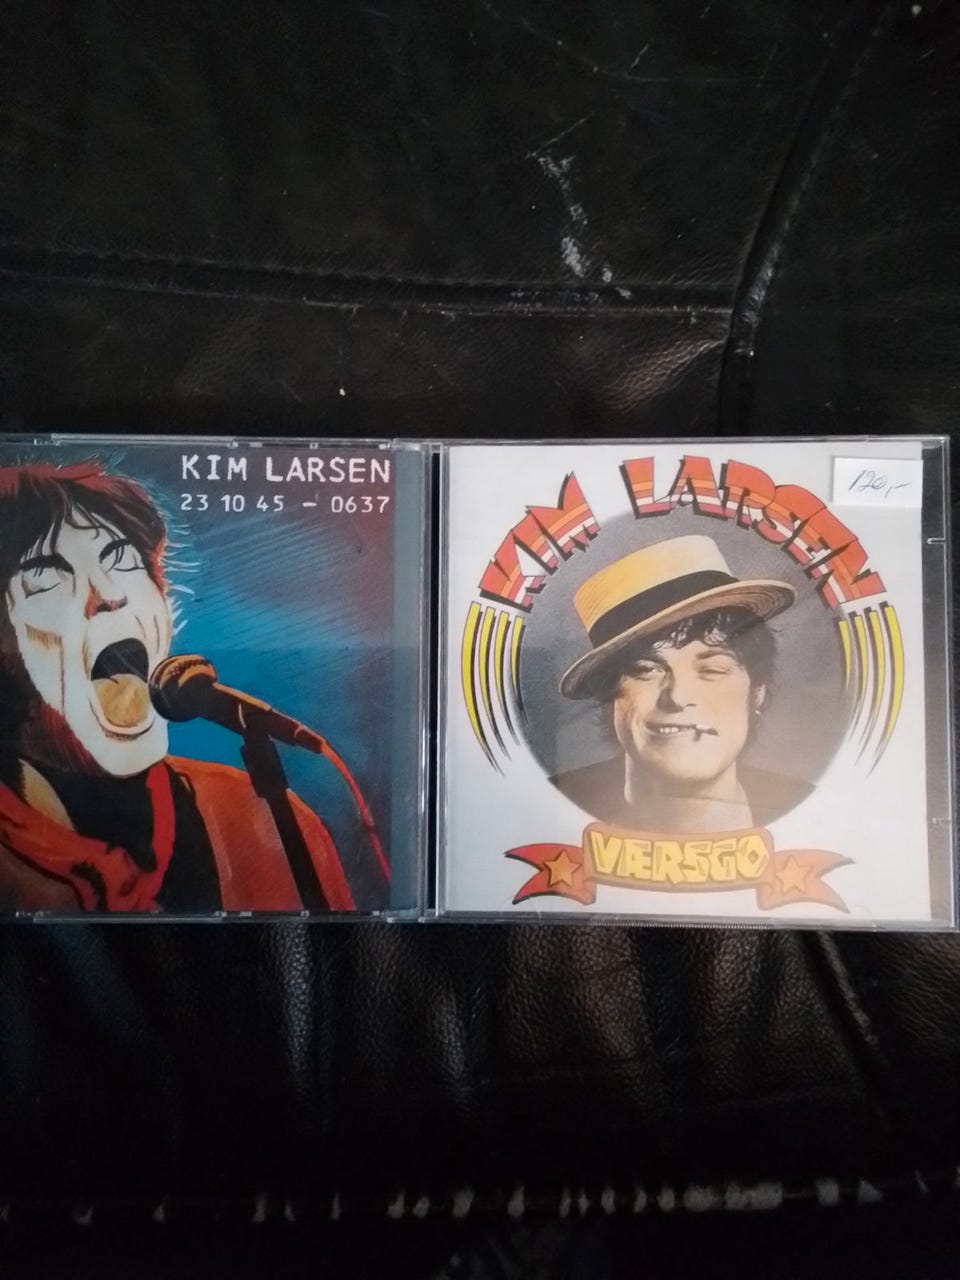 KIM LARSEN
23 10 45 – 0637
KIM LARSEN
120,-
VÆRSGO